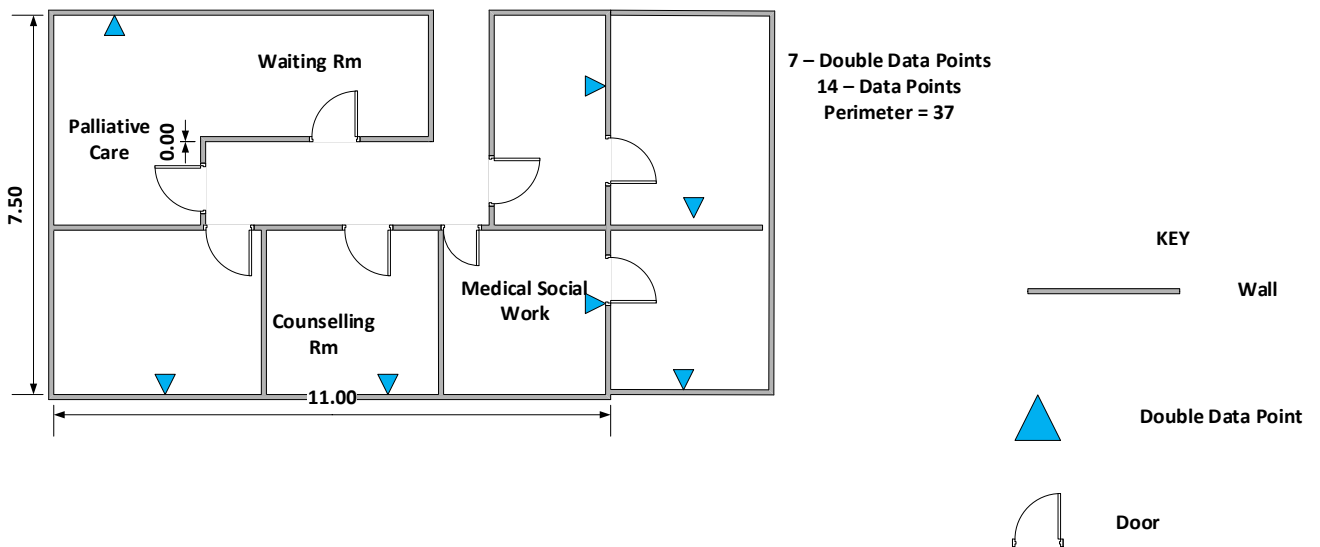 Waiting Rm
7 – Double Data Points
14 – Data Points
Perimeter = 37
Palliative
Care
0.00
7.50
KEY
Wall
Medical Social
Work
Counselling
Rm
11.00
Double Data Point
Door